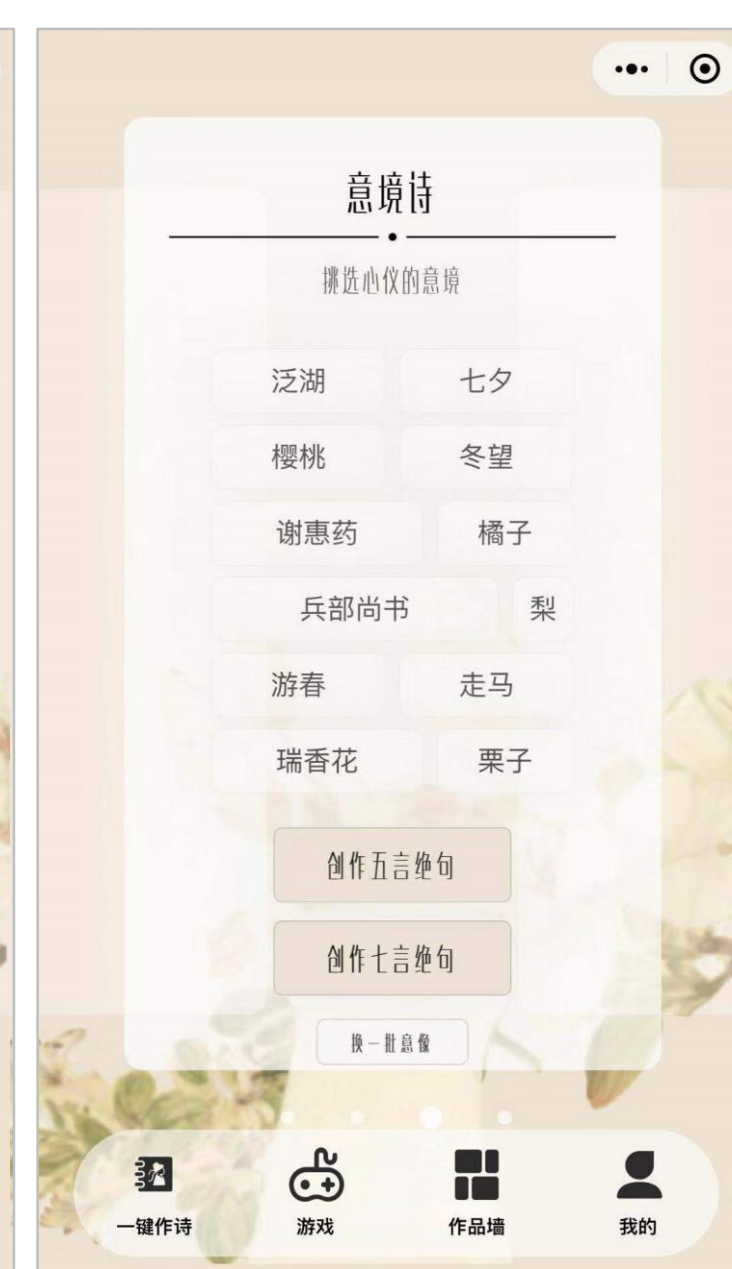 意境诗
挑选心仪的意境
泛湖 七夕
樱桃 冬望
谢惠药 橘子
兵部尚书 梨
游春 走马
瑞香花 栗子
创作五言绝句
创作七言绝句
换一批意像
一键作诗 游戏 作品墙 我的